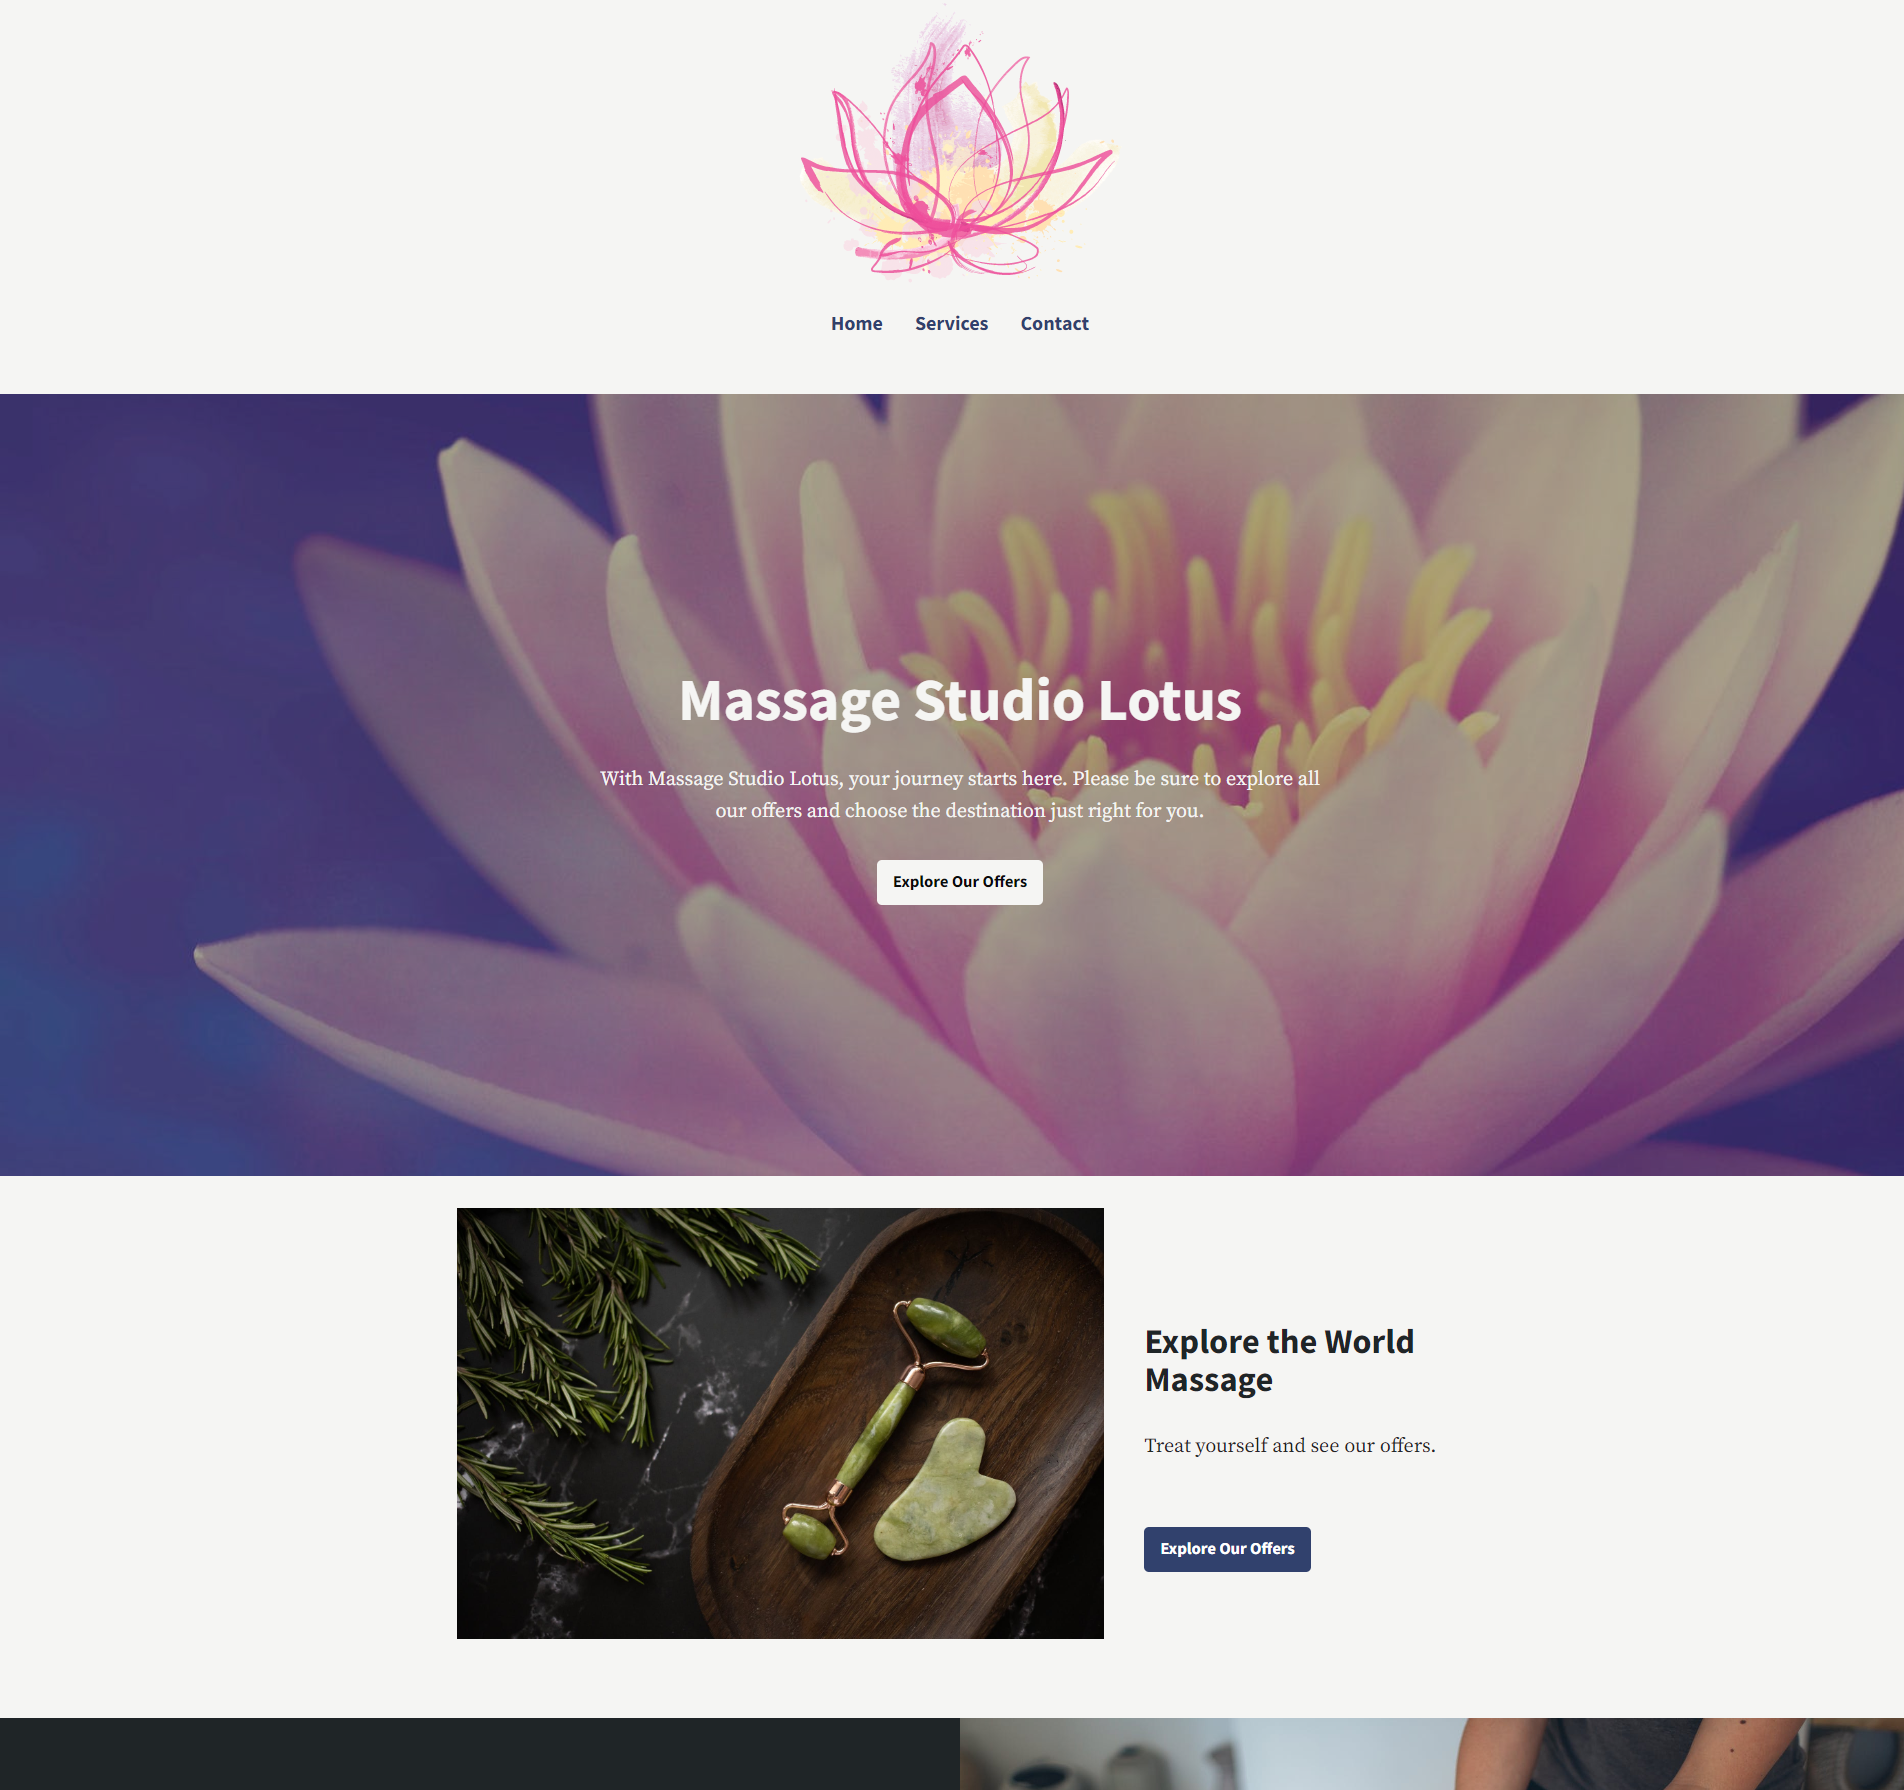 Home Services Contact
Massage Studio Lotus
With Massage Studio Lotus, your journey starts here. Please be sure to explore all
our offers and choose the destination just right for you.
Explore Our Offers
Explore the World
Massage
Treat yourself and see our offers.
Explore Our Offers